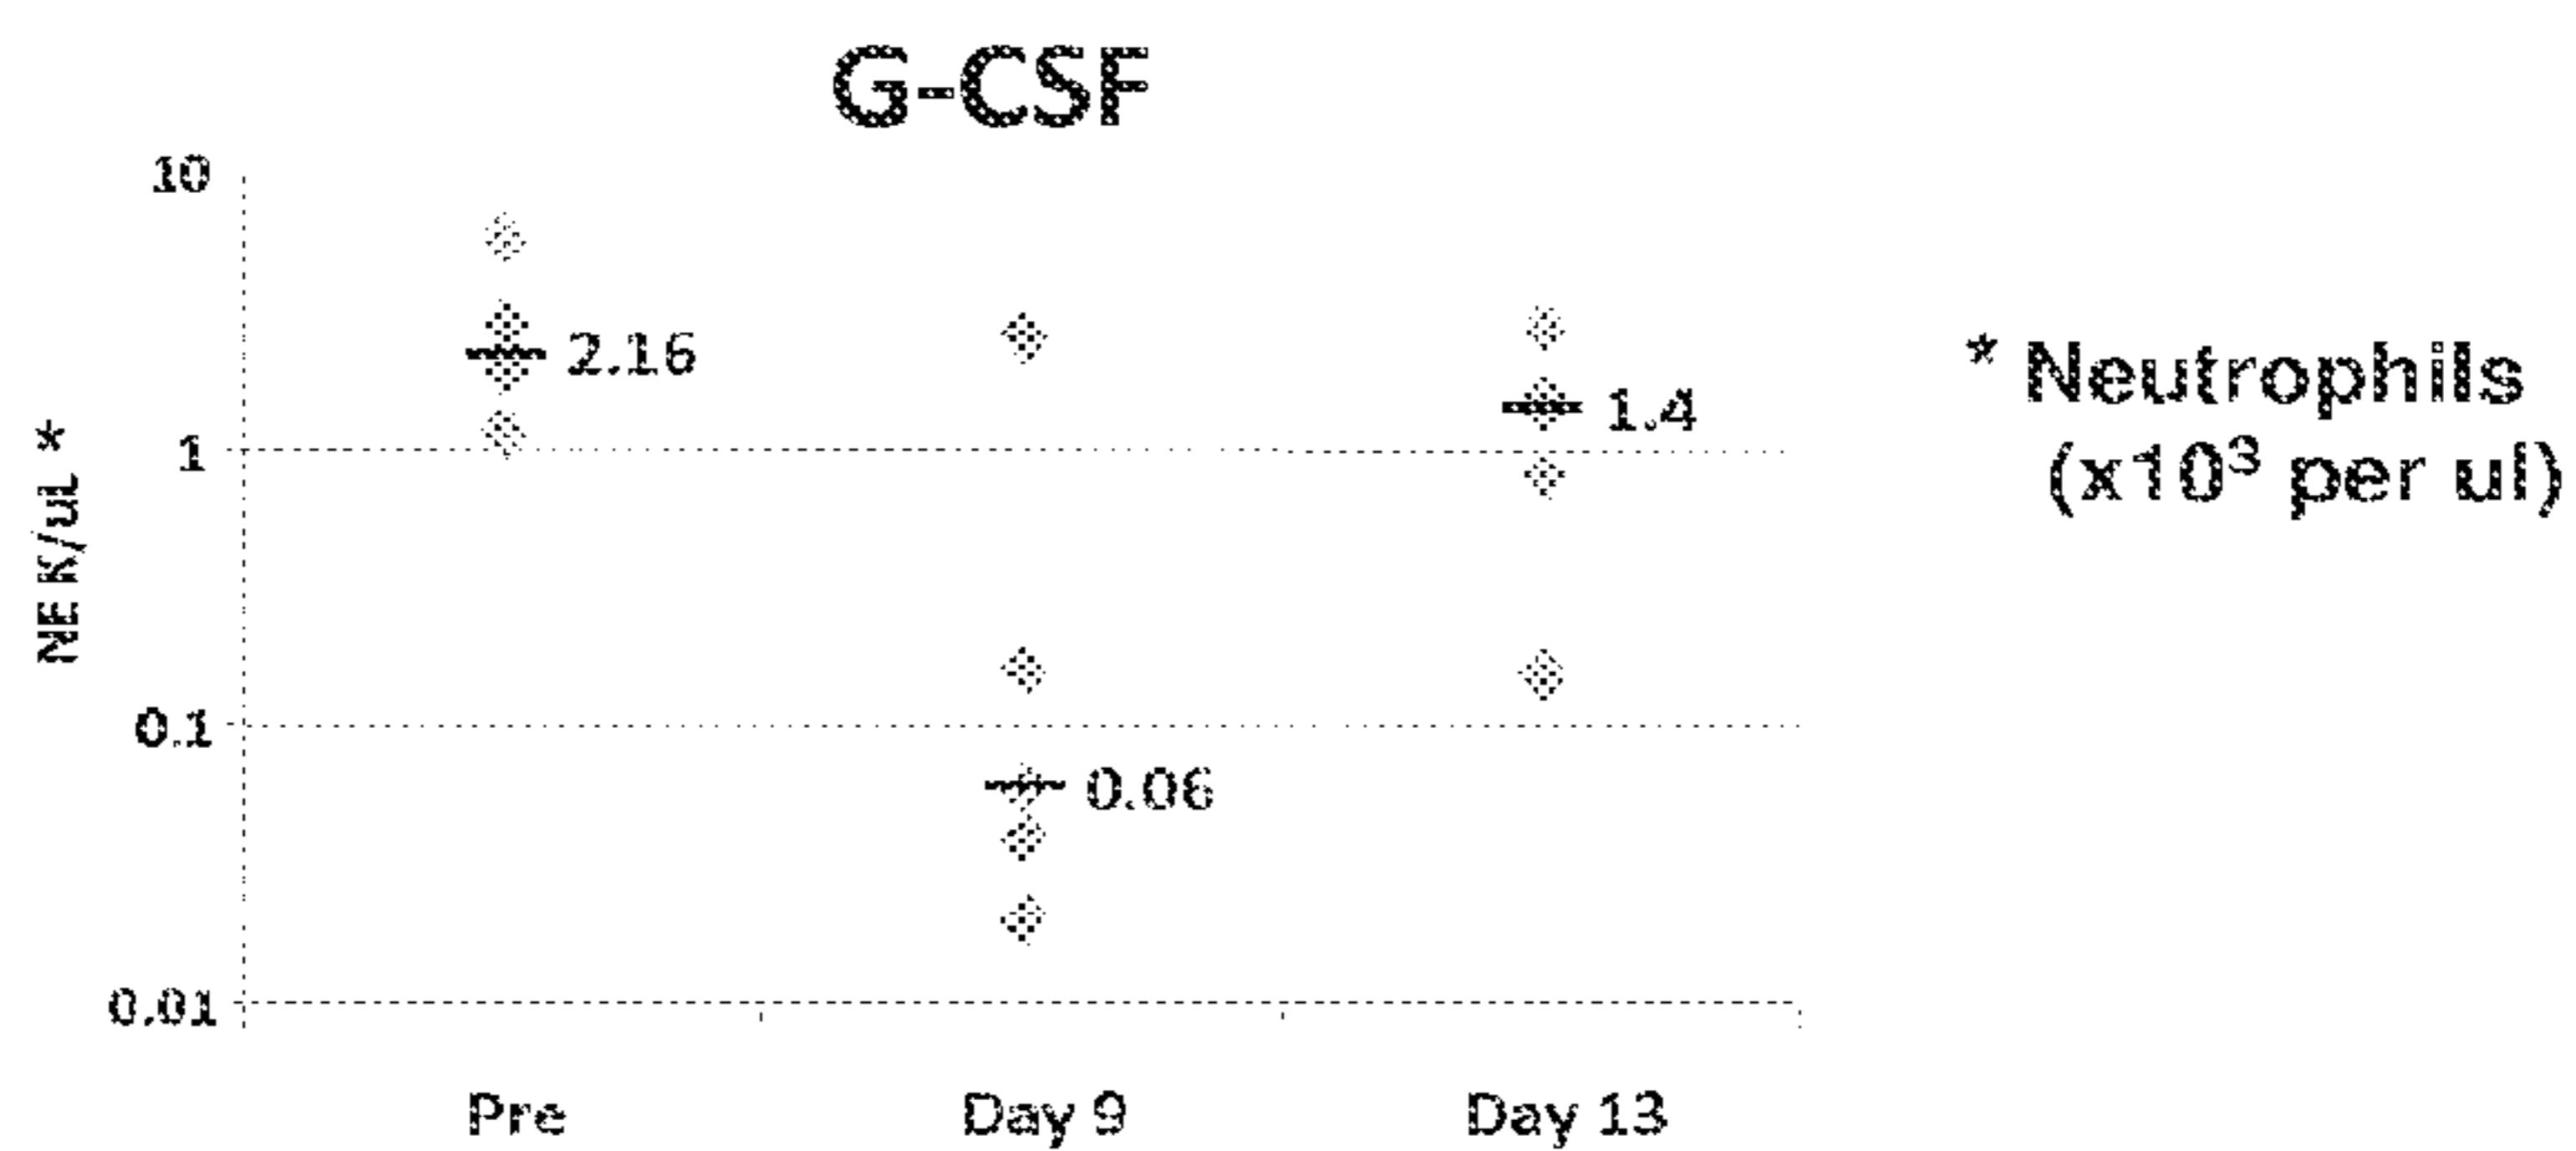 G-CSF
10
1
0.1
0.01
NE K/uL *
2.16
0.06
1.4
Pre
Day 9
Day 13
* Neutrophils
(x10³ per ul)